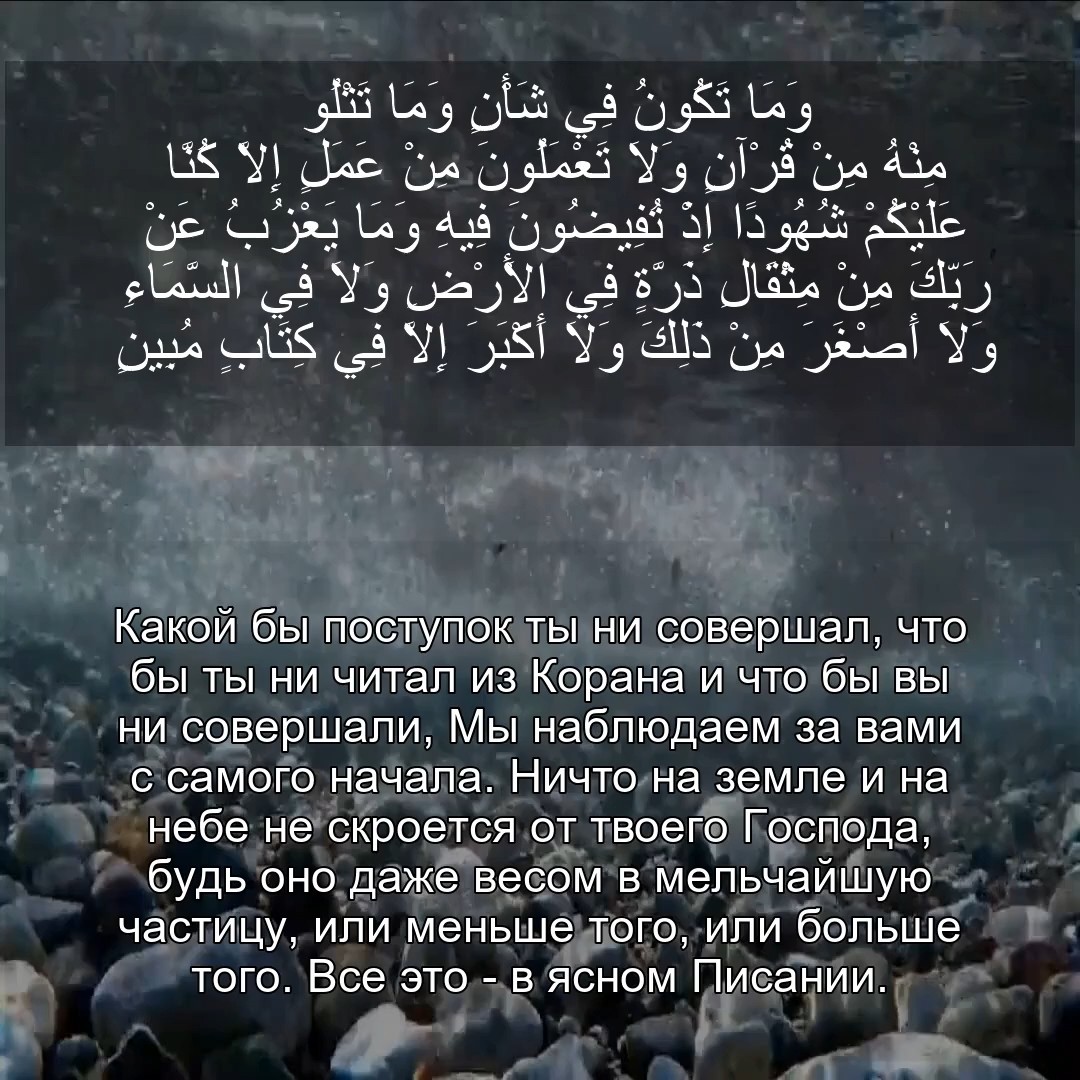 وَمَا تَكُونُ فِي شَأْنٍ وَمَا تَتْلُو
مِنْهُ مِنْ قُرْآنٍ وَلاَ تَعْمَلُونَ مِنْ عَمَلٍ إِلاَّ كُنَّا
عَلَيْكُمْ شُهُودًا إِذْ تُفِيضُونَ فِيهِ وَمَا يَعْزُبُ عَنْ
رَبِّكَ مِنْ مِثْقَالِ ذَرَّةٍ فِي الأَرْضِ وَلاَ فِي السَّمَاءِ
وَلاَ أَصْغَرَ مِنْ ذَلِكَ وَلاَ أَكْبَرَ إِلاَّ فِي كِتَابٍ مُبِينٍ
Какой бы поступок ты ни совершал, что
бы ты ни читал из Корана и что бы вы
ни совершали, Мы наблюдаем за вами
с самого начала. Ничто на земле и на
небе не скроется от твоего Господа,
будь оно даже весом в мельчайшую
частицу, или меньше того, или больше
того. Все это - в ясном Писании.